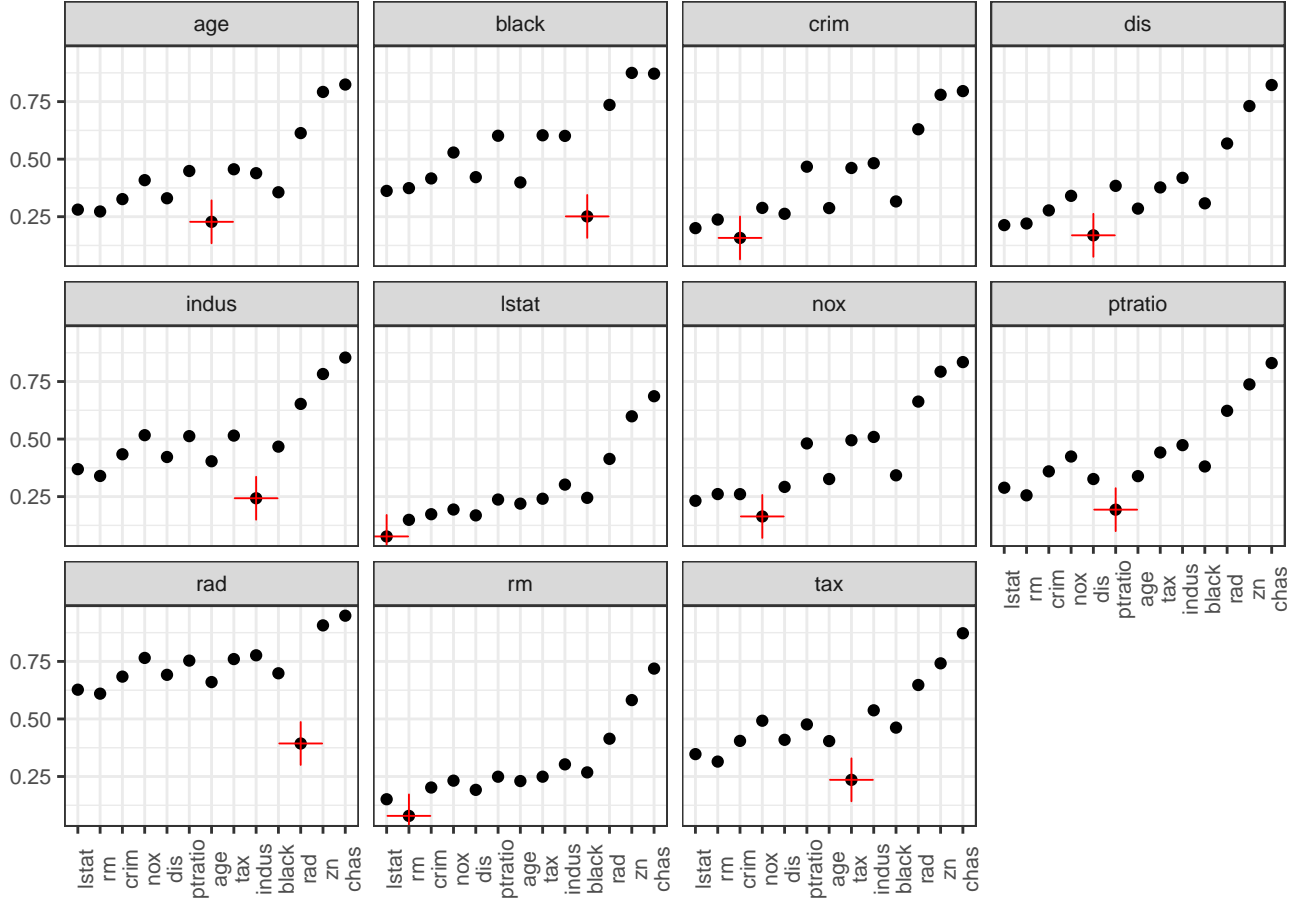 age black crim dis
0.75
0.50
0.25
indus lstat nox ptratio
0.75
0.50
0.25
lstat rm crim nox dis ptratio age tax indus black rad zn chas
rad rm tax
0.75
0.50
0.25
lstat rm crim nox dis ptratio age tax indus black rad zn chas
lstat rm crim nox dis ptratio age tax indus black rad zn chas
lstat rm crim nox dis ptratio age tax indus black rad zn chas